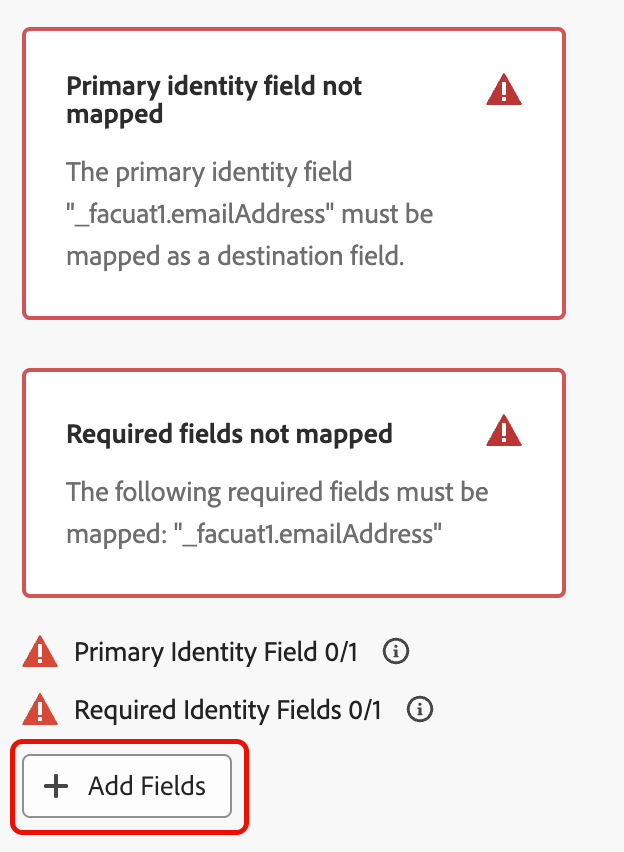 Primary identity field not
mapped
The primary identity field
"_facuat1.emailAddress" must be
mapped as a destination field.
Required fields not mapped
The following required fields must be
mapped: "_facuat1.emailAddress"
Primary Identity Field 0/1
Required Identity Fields 0/1
Add Fields